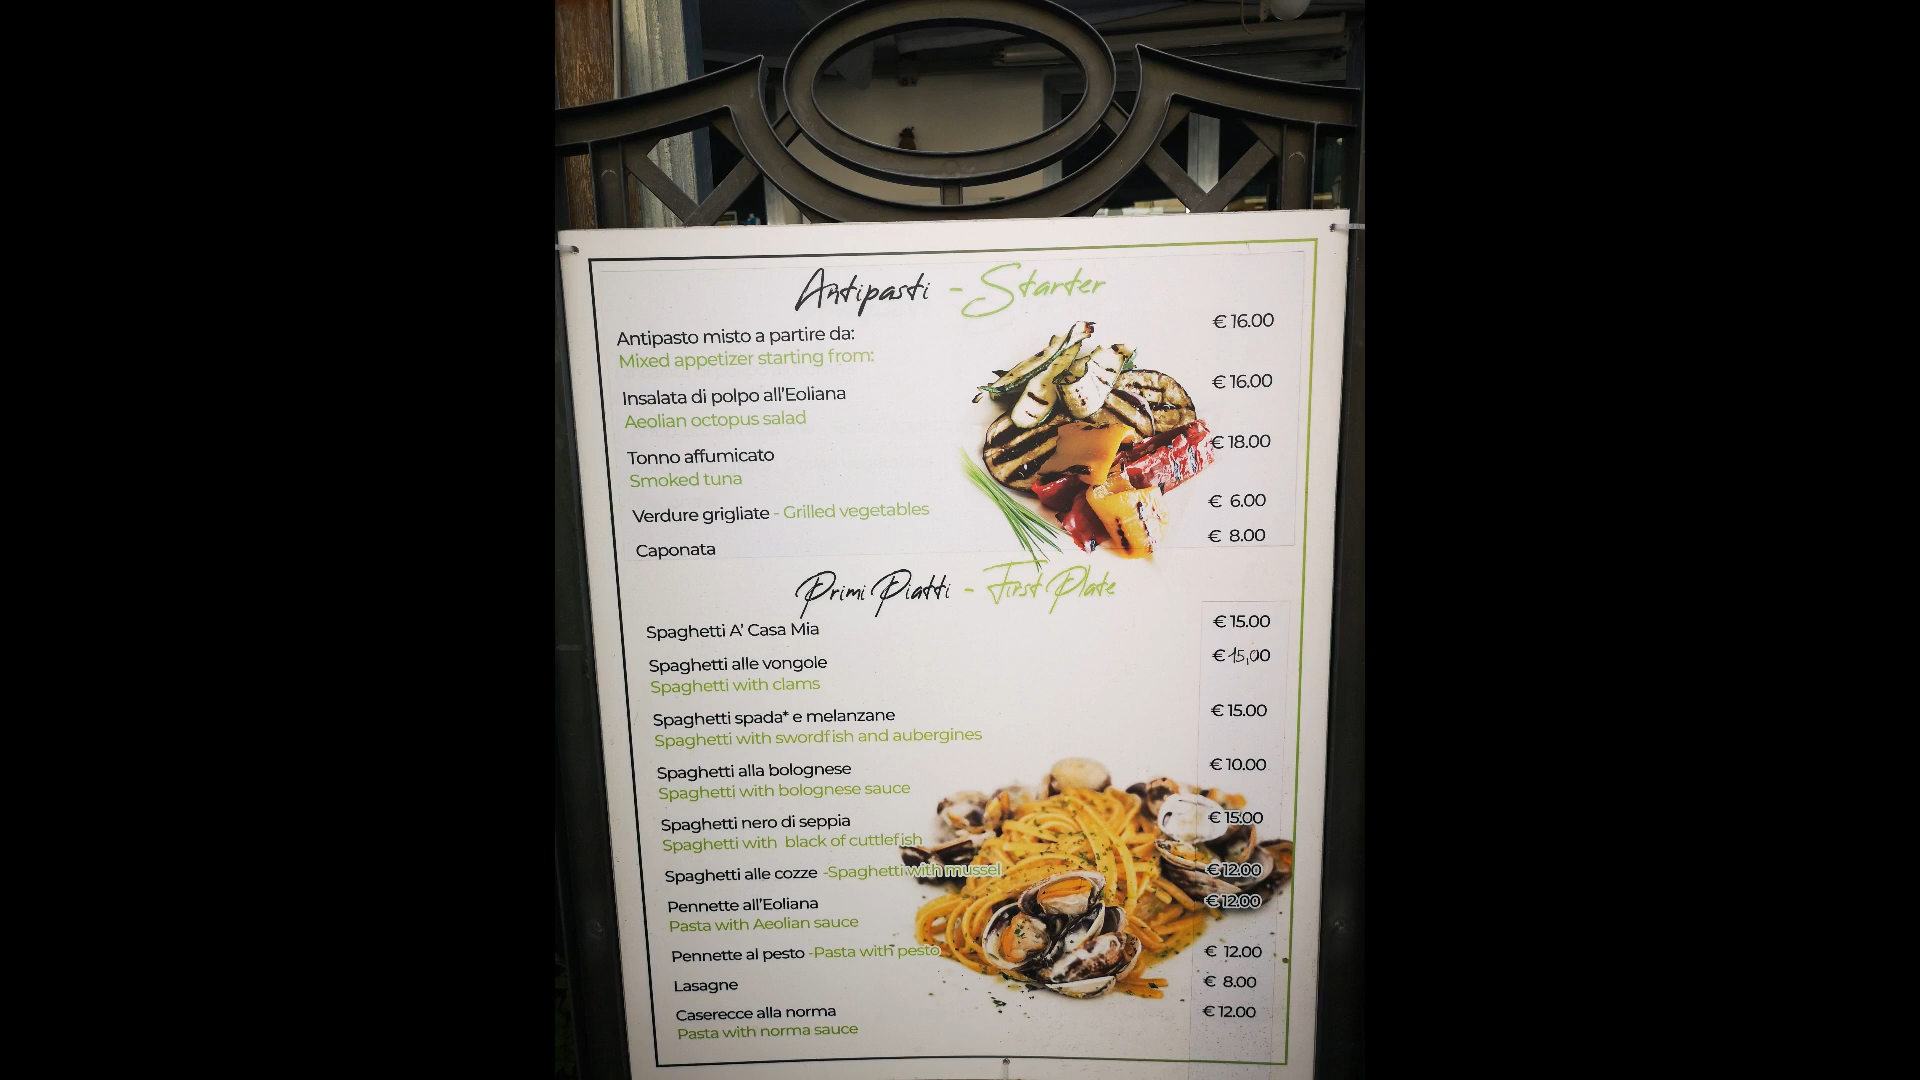 Antipasti - Starter
Antipasto misto a partire da: € 16.00
Mixed appetizer starting from:
Insalata di polpo all'Eoliana € 16.00
Aeolian octopus salad
Tonno affumicato € 18.00
Smoked tuna
Verdure grigliate - Grilled vegetables € 6.00
Caponata € 8.00
Primi Piatti - First Plate
Spaghetti A' Casa Mia € 15.00
Spaghetti alle vongole € 15,00
Spaghetti with clams
Spaghetti spada* e melanzane € 15.00
Spaghetti with swordfish and aubergines
Spaghetti alla bolognese € 10.00
Spaghetti with bolognese sauce
Spaghetti nero di seppia € 15.00
Spaghetti with black of cuttlefish
Spaghetti alle cozze -Spaghetti with mussel € 12.00
Pennette all'Eoliana € 12.00
Pasta with Aeolian sauce
Pennette al pesto -Pasta with pesto € 12.00
Lasagne € 8.00
Caserecce alla norma € 12.00
Pasta with norma sauce